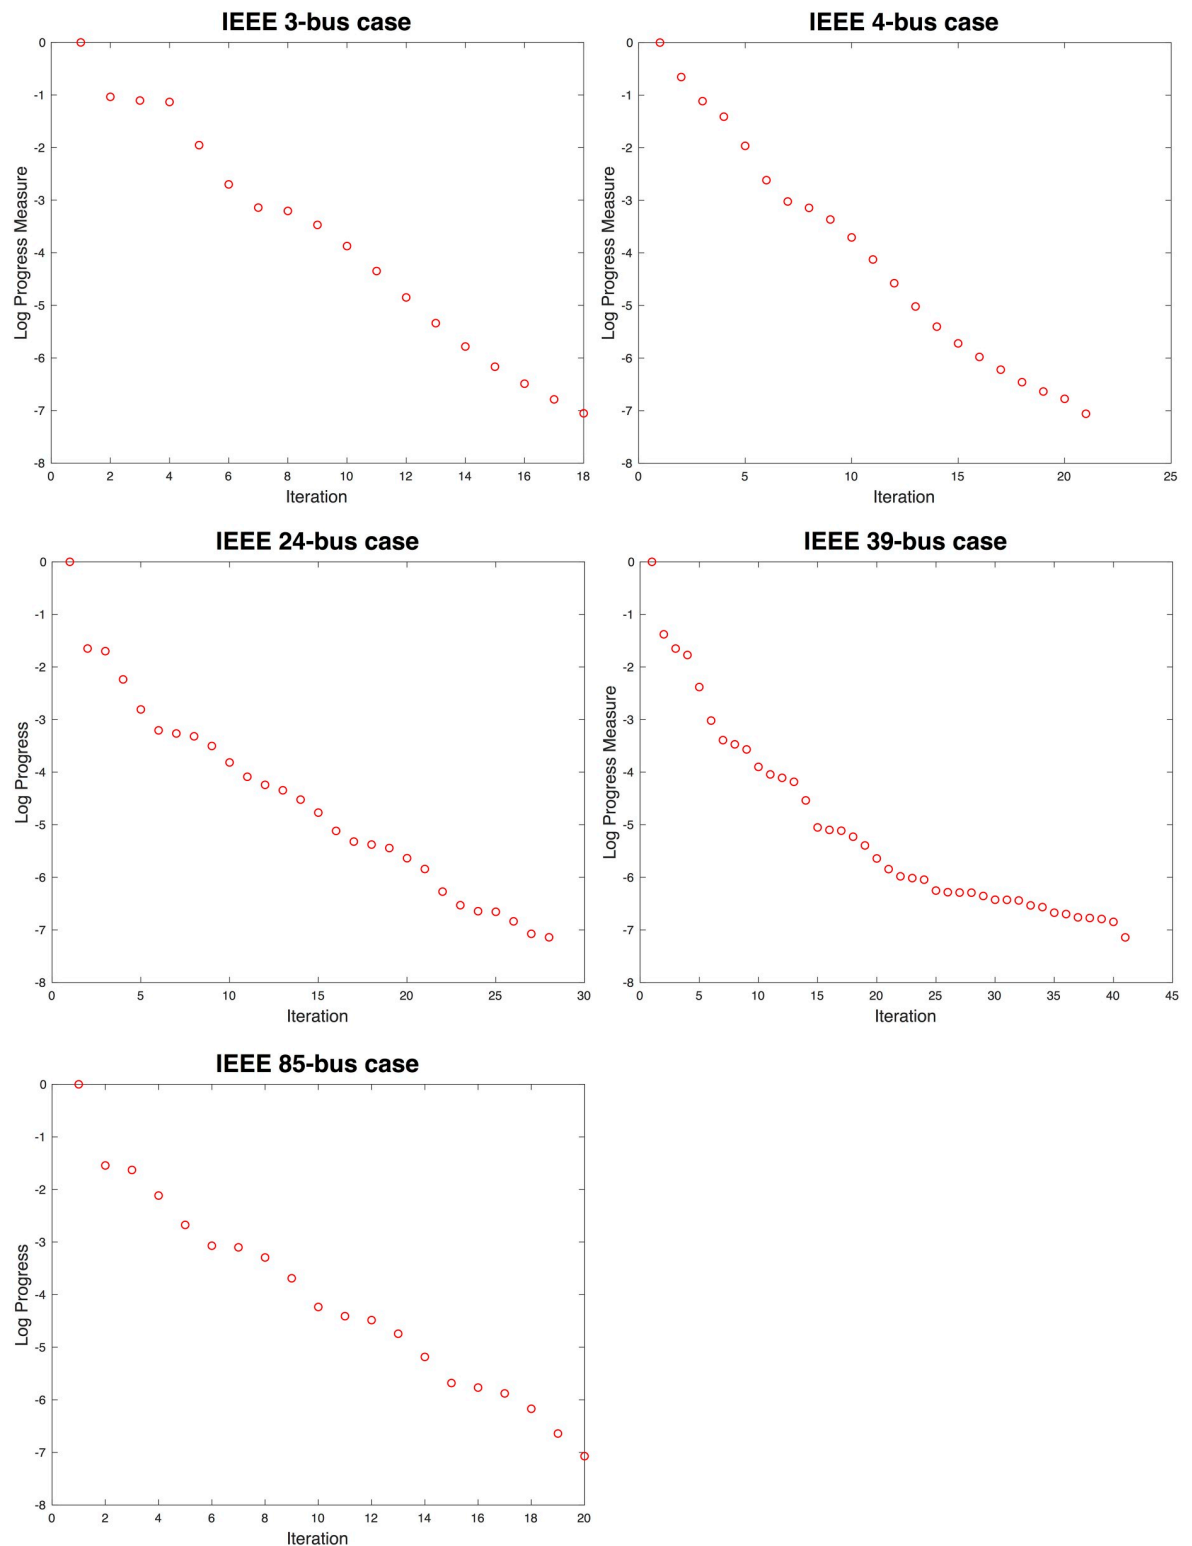 IEEE 3-bus case
0
-1
-2
-3
-4
-5
-6
-7
-8
Log Progress Measure
0 2 4 6 8 10 12 14 16 18
Iteration
IEEE 4-bus case
0
-1
-2
-3
-4
-5
-6
-7
-8
Log Progress Measure
0 5 10 15 20 25
Iteration
IEEE 24-bus case
0
-1
-2
-3
-4
-5
-6
-7
-8
Log Progress
0 5 10 15 20 25 30
Iteration
IEEE 39-bus case
0
-1
-2
-3
-4
-5
-6
-7
-8
Log Progress Measure
0 5 10 15 20 25 30 35 40 45
Iteration
IEEE 85-bus case
0
-1
-2
-3
-4
-5
-6
-7
-8
Log Progress
0 2 4 6 8 10 12 14 16 18 20
Iteration